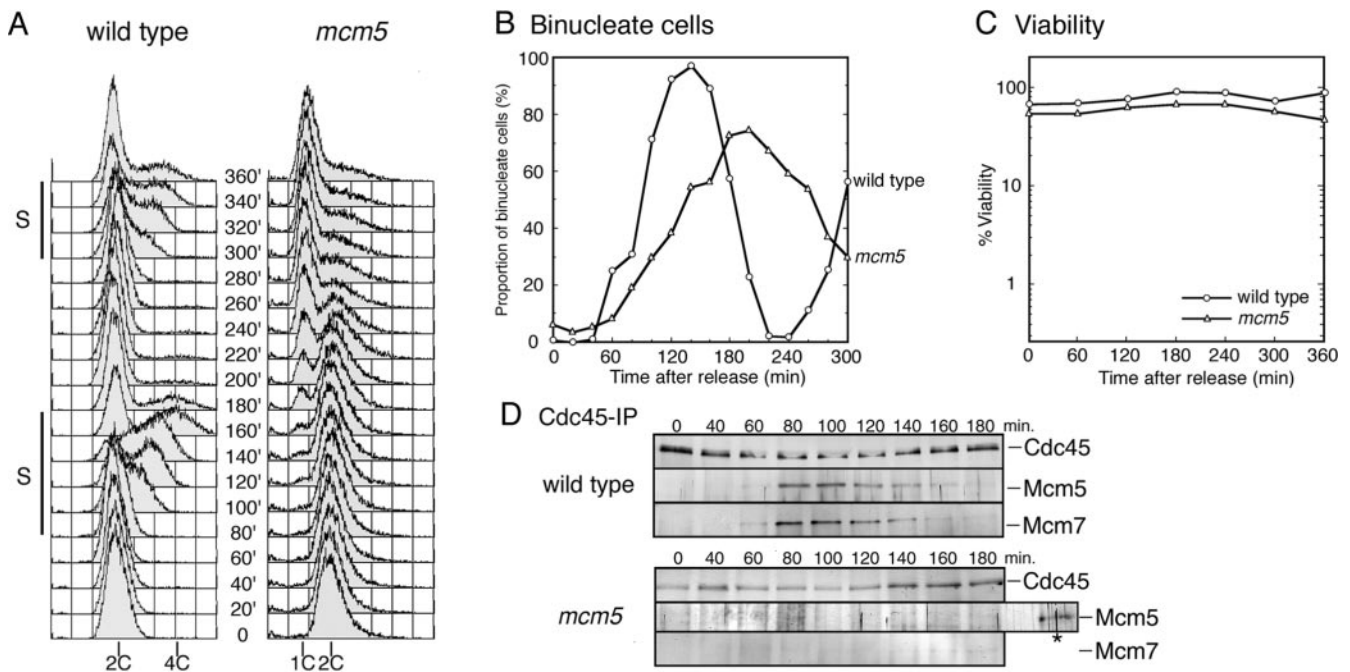 A
wild type
mcm5
S
S
360'
340'
320'
300'
280'
260'
240'
220'
200'
180'
160'
140'
120'
100'
80'
60'
40'
20'
0
2C 4C
1C 2C
B Binucleate cells
Proportion of binucleate cells (%)
100
80
60
40
20
0
0 60 120 180 240 300
Time after release (min)
wild type
mcm5
C Viability
% Viability
100
10
1
0 60 120 180 240 300 360
Time after release (min)
wild type
mcm5
D Cdc45-IP
0 40 60 80 100 120 140 160 180 min.
wild type
Cdc45
Mcm5
Mcm7
0 40 60 80 100 120 140 160 180 min.
mcm5
Cdc45
Mcm5
*
Mcm7